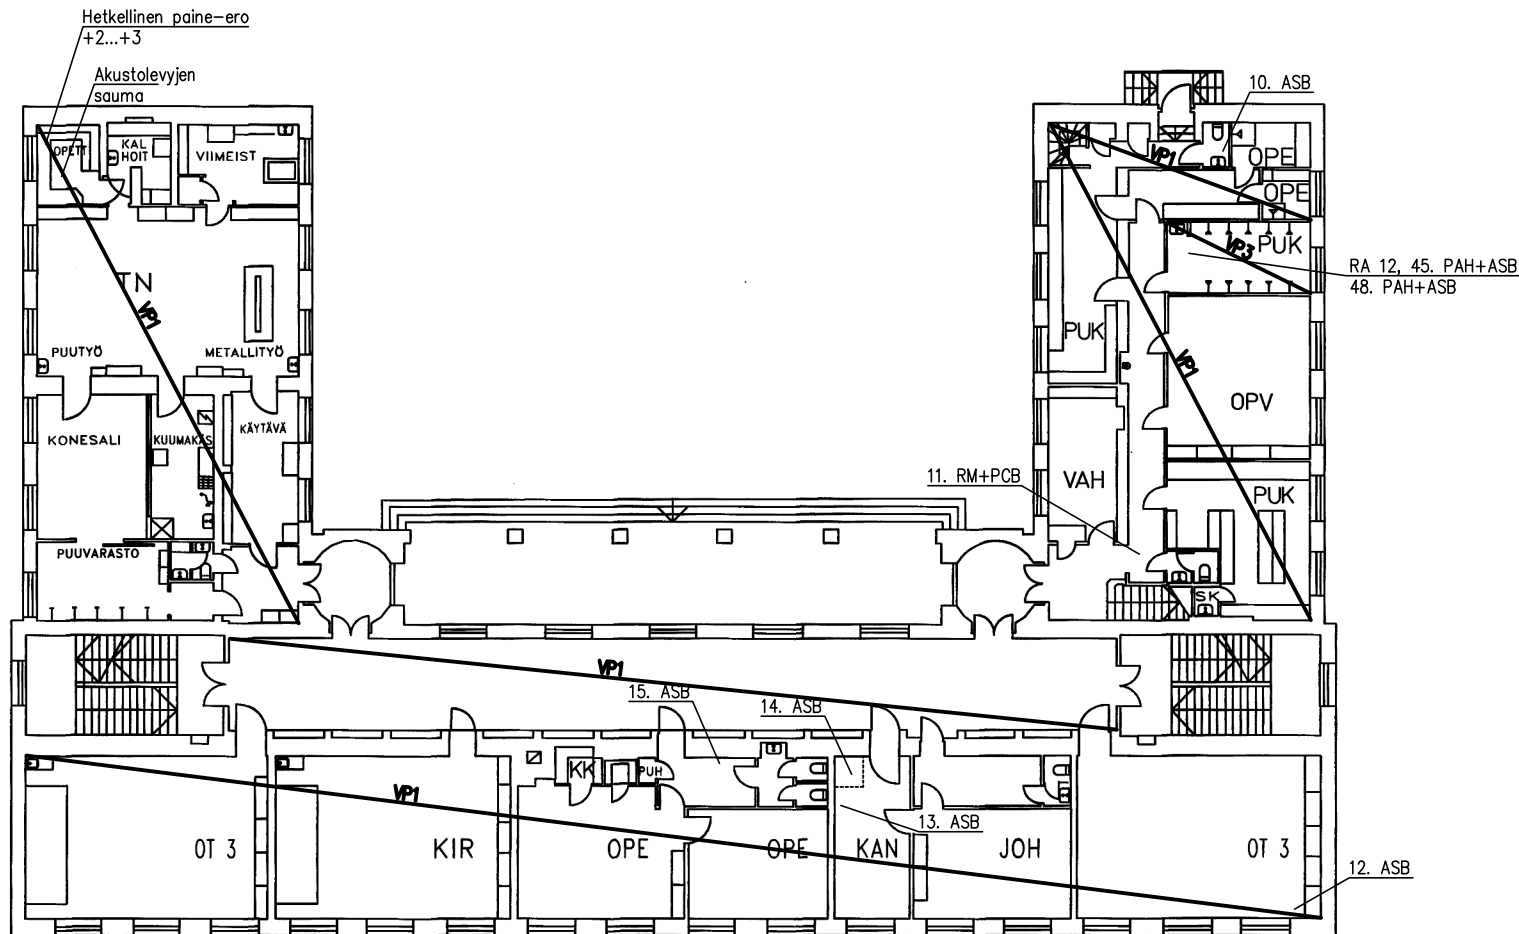 Hetkellinen paine-ero
+2...+3
Akustolevyjen
sauma
10. ASB
OPETT
KÄL
HOIT
VIIMEIST
VP1
OPE
OPE
VP3
PUK
RA 12, 45. PAH+ASB
48. PAH+ASB
TN
VP1
PUUTYÖ
METALLITYÖ
PUK
VP1
OPV
KONESALI
KUUMAKÄS
KÄYTÄVÄ
11. RM+PCB
VAH
PUK
PUUVARASTO
SK
VP1
15. ASB
14. ASB
KK
PUH
VP1
13. ASB
OT 3
KIR
OPE
OPE
KAN
JOH
OT 3
12. ASB